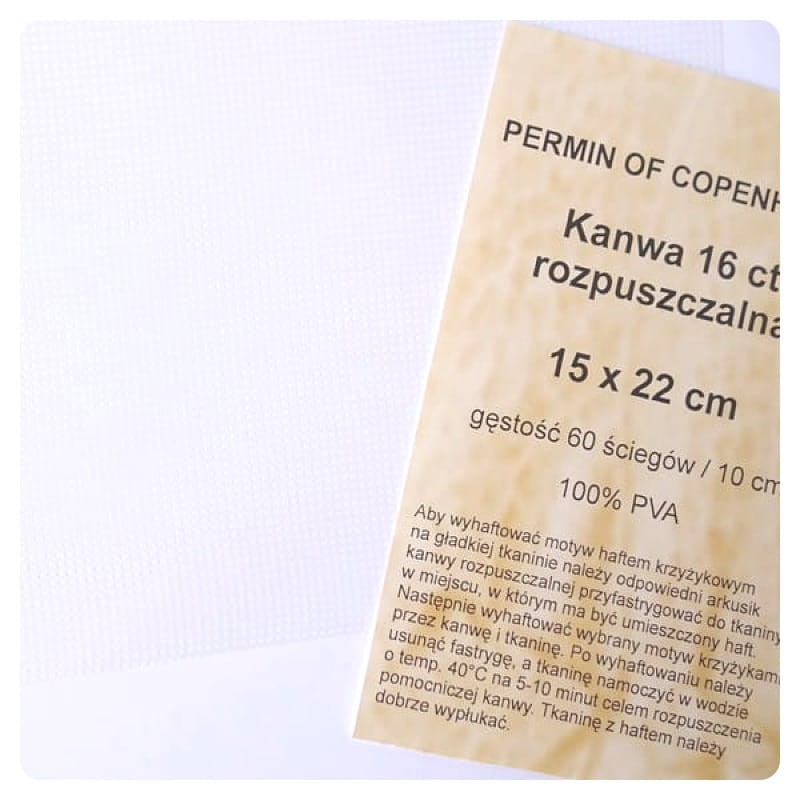 PERMIN OF COPENH
Kanwa 16 ct
rozpuszczalna
15 x 22 cm
gęstość 60 ściegów / 10 cm
100% PVA
Aby wyhaftować motyw haftem krzyżykowym
na gładkiej tkaninie należy odpowiedni arkusik
kanwy rozpuszczalnej przyfastrygować do tkaniny
w miejscu, w którym ma być umieszczony haft.
Następnie wyhaftować wybrany motyw krzyżykami
przez kanwę i tkaninę. Po wyhaftowaniu należy
usunąć fastrygę, a tkaninę namoczyć w wodzie
o temp. 40°C na 5-10 minut celem rozpuszczenia
pomocniczej kanwy. Tkaninę z haftem należy
dobrze wypłukać.